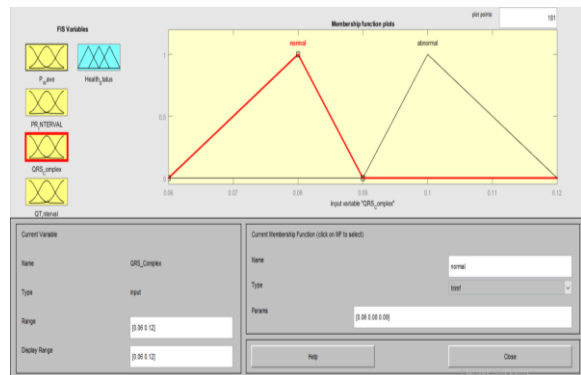 FIS Variables
Membership function plots
plot points:
181
P_wave
Health_Status
PR_INTERVAL
QRS_Complex
QT_nterval
normal
abnormal
1
0.5
0
0.06
0.07
0.08
0.09
0.1
0.11
0.12
input variable "QRS_Complex"
Current Variable
Name
QRS_Complex
Type
input
Range
[0.06 0.12]
Display Range
[0.06 0.12]
Current Membership Function (click on MF to select)
Name
normal
Type
trimf
Params
[0.06 0.08 0.09]
Help
Close